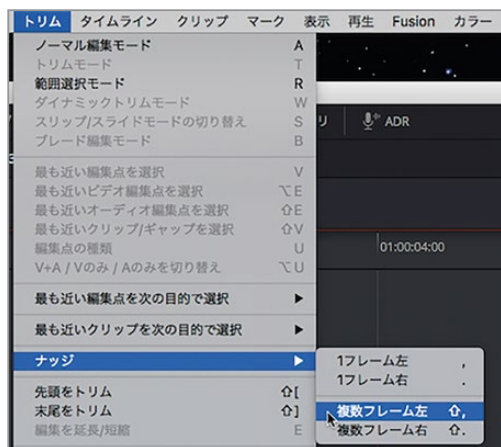 トリム タイムライン クリップ マーク 表示 再生 Fusion カラー
ノーマル編集モード A
トリムモード T
範囲選択モード R
ダイナミックトリムモード W
スリップ/スライドモードの切り替え S
ブレード編集モード B
リ ADR
最も近い編集点を選択 V
最も近いビデオ編集点を選択 ⌥E
最も近いオーディオ編集点を選択 ⇧E
最も近いクリップ/ギャップを選択 ⇧V
編集点の種類 U
V+A / Vのみ / Aのみを切り替え ⌥U
01:00:04:00
最も近い編集点を次の目的で選択 ▶
最も近いクリップを次の目的で選択 ▶
ナッジ ▶
1フレーム左 ,
1フレーム右 .
複数フレーム左 ⇧,
複数フレーム右 ⇧.
先頭をトリム ⇧[
末尾をトリム ⇧]
編集を延長/短縮 E